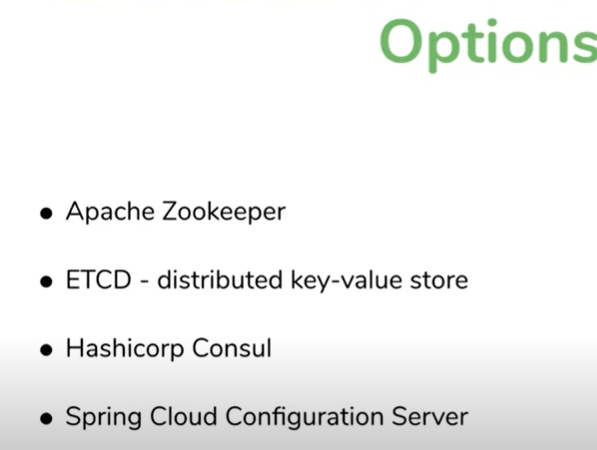 Options
● Apache Zookeeper
● ETCD - distributed key-value store
● Hashicorp Consul
● Spring Cloud Configuration Server